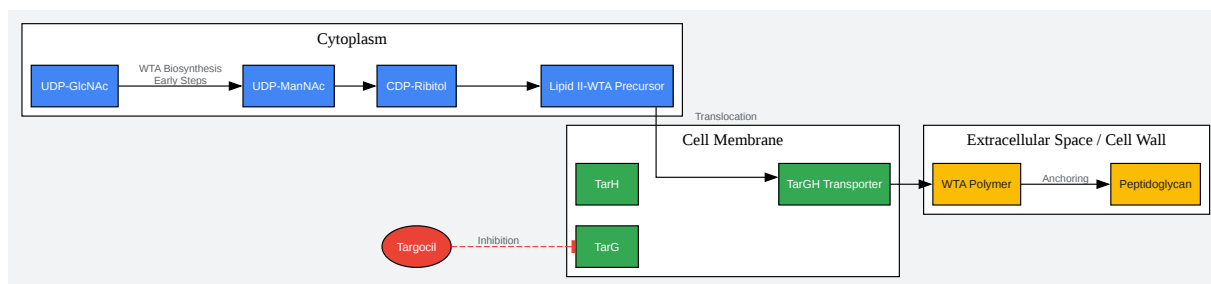 Cytoplasm
UDP-GlcNAc
WTA Biosynthesis
Early Steps
UDP-ManNAc
CDP-Ribitol
Lipid II-WTA Precursor
Translocation
Cell Membrane
TarH
TarGH Transporter
TarG
Targocil
Inhibition
Extracellular Space / Cell Wall
WTA Polymer
Anchoring
Peptidoglycan